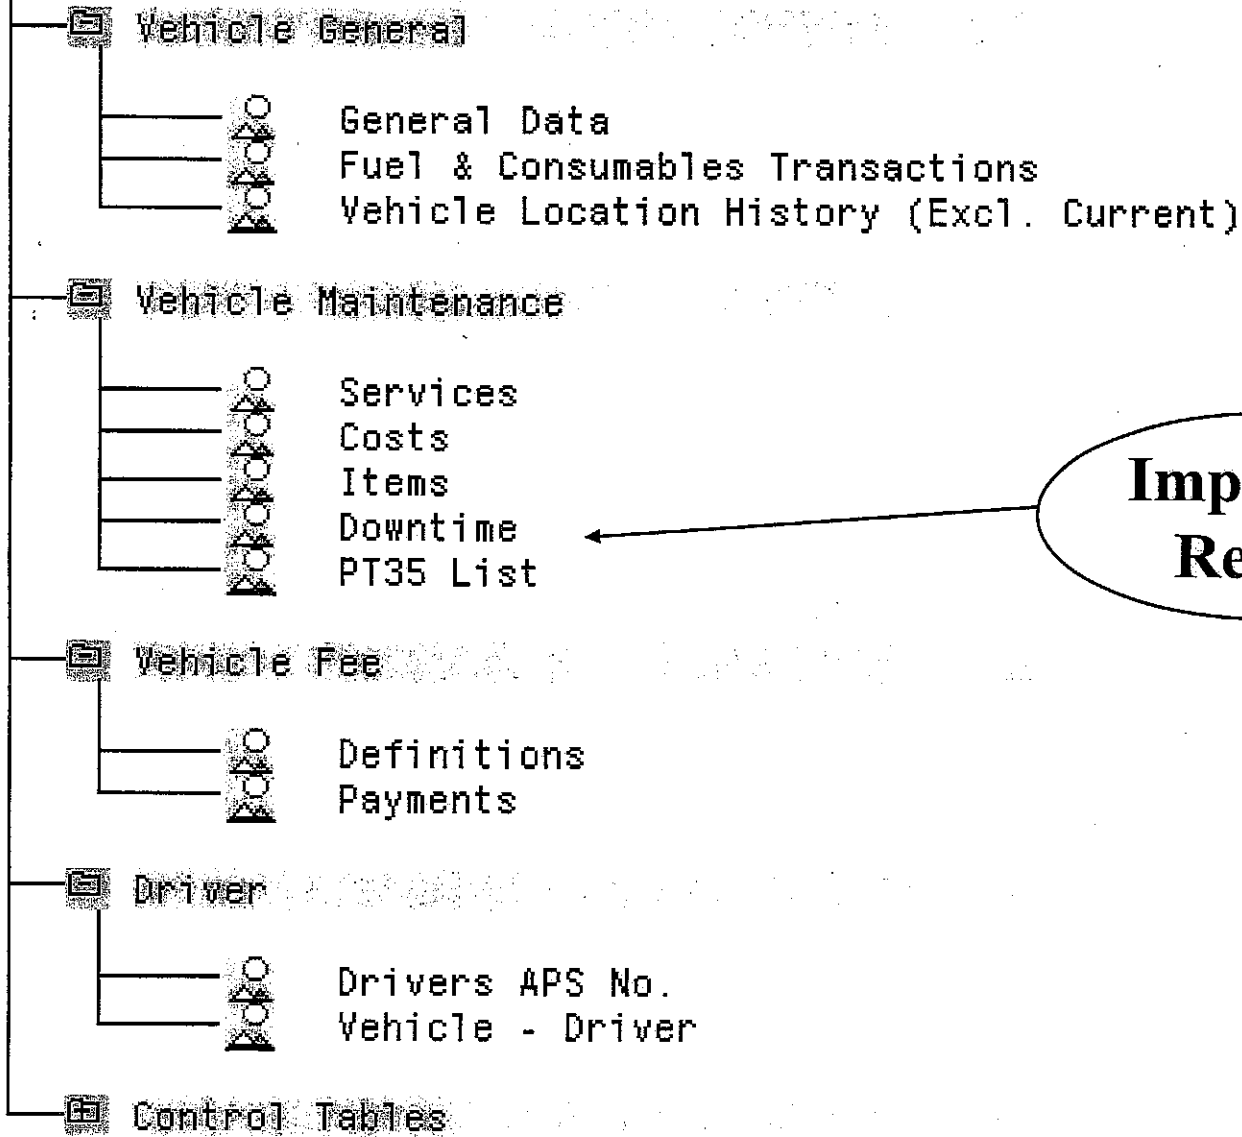 Vehicle General
General Data
Fuel & Consumables Transactions
Vehicle Location History (Excl. Current)
Vehicle Maintenance
Services
Costs
Items
Downtime
PT35 List
Imp
Re
Vehicle Fee
Definitions
Payments
Driver
Drivers APS No.
Vehicle - Driver
Control Tables